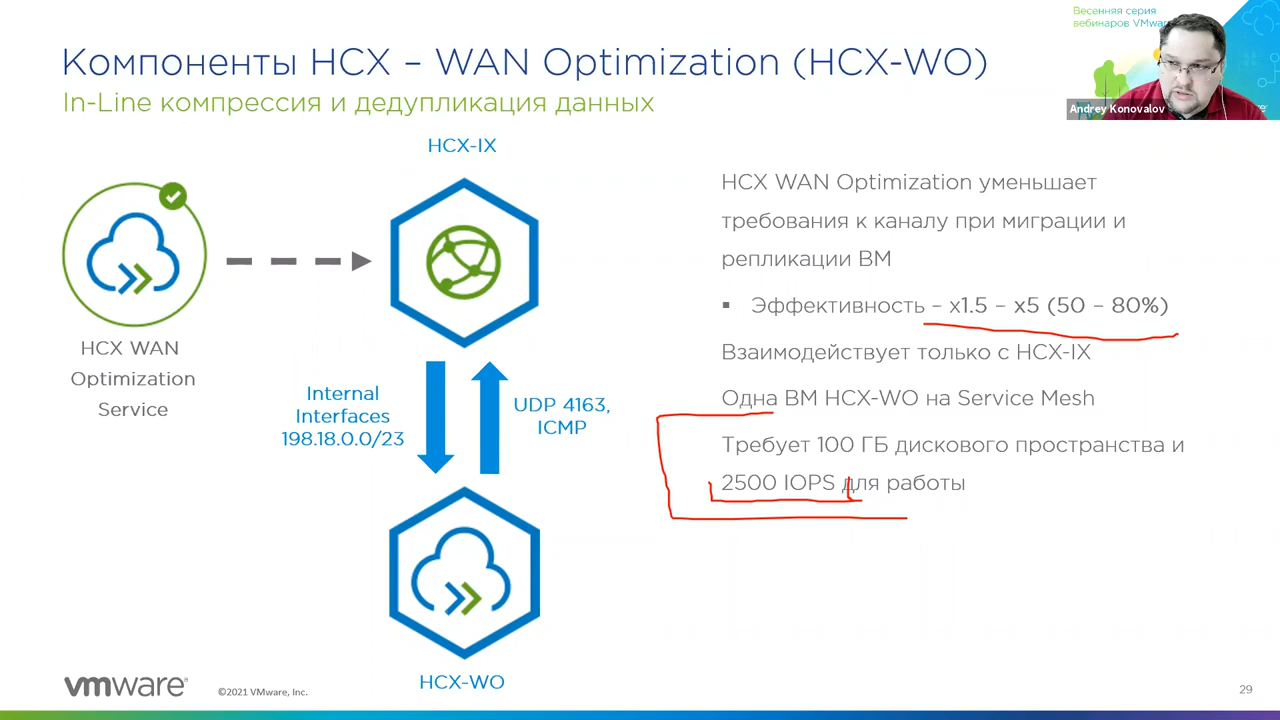 Весенняя серия
вебинаров VMware
Andrey Konovalov
Компоненты HCX – WAN Optimization (HCX-WO)
In-Line компрессия и дедупликация данных
HCX-IX
HCX WAN
Optimization
Service
Internal
Interfaces
198.18.0.0/23
UDP 4163,
ICMP
HCX-WO
HCX WAN Optimization уменьшает
требования к каналу при миграции и
репликации ВМ
▪ Эффективность – x1.5 – x5 (50 – 80%)
Взаимодействует только с HCX-IX
Одна ВМ HCX-WO на Service Mesh
Требует 100 ГБ дискового пространства и
2500 IOPS для работы
vmware®
©2021 VMware, Inc.
29